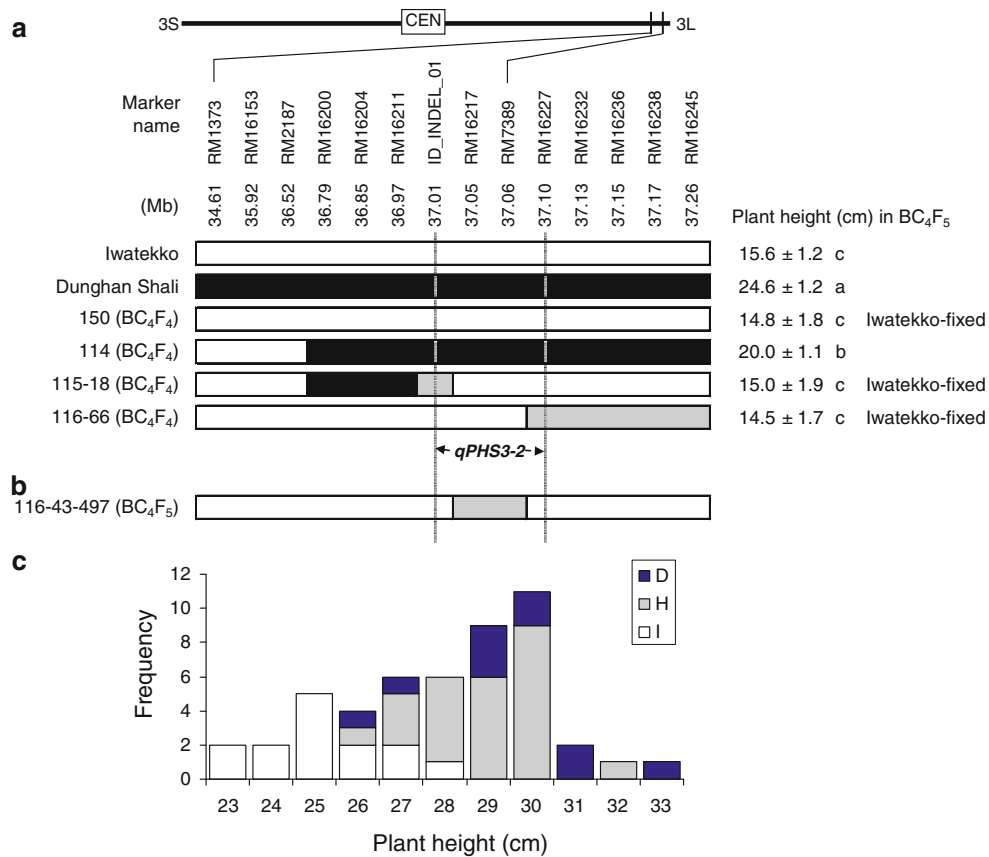 a
3S CEN 3L
Marker name
RM1373 RM16153 RM2187 RM16200 RM16204 RM16211 ID_INDEL_01 RM16217 RM7389 RM16227 RM16232 RM16236 RM16238 RM16245
(Mb) 34.61 35.92 36.52 36.79 36.85 36.97 37.01 37.05 37.06 37.10 37.13 37.15 37.17 37.26
Plant height (cm) in BC4F5
Iwatekko 15.6 ± 1.2 c
Dunghan Shali 24.6 ± 1.2 a
150 (BC4F4) 14.8 ± 1.8 c Iwatekko-fixed
114 (BC4F4) 20.0 ± 1.1 b
115-18 (BC4F4) 15.0 ± 1.9 c Iwatekko-fixed
116-66 (BC4F4) 14.5 ± 1.7 c Iwatekko-fixed
qPHS3-2
b
116-43-497 (BC4F5)
c
D
H
I
Frequency
12
10
8
6
4
2
0
23 24 25 26 27 28 29 30 31 32 33
Plant height (cm)